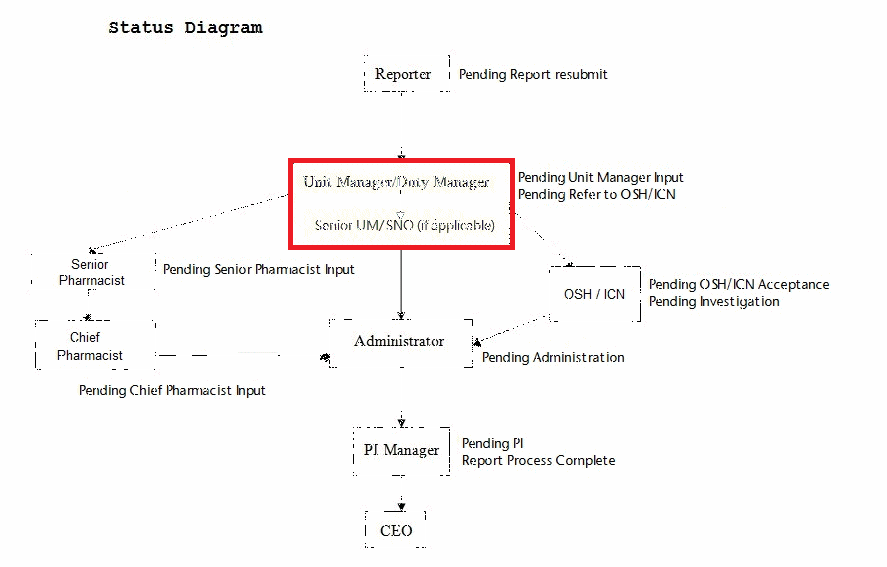 Status Diagram
Reporter
Pending Report resubmit
Unit Manager/Duty Manager
Pending Unit Manager Input
Pending Refer to OSH/ICN
Senior UM/SNO (if applicable)
Senior
Pharmacist
Pending Senior Pharmacist Input
OSH / ICN
Pending OSH/ICN Acceptance
Pending Investigation
Chief
Pharmacist
Administrator
Pending Administration
Pending Chief Pharmacist Input
PI Manager
Pending PI
Report Process Complete
CEO